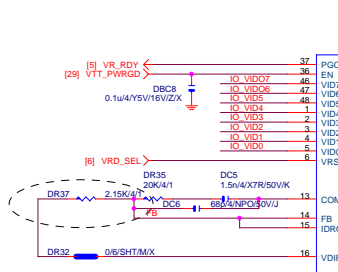 [5] VR_RDY
[29] VTT_PWRGD
DBC8
0.1u/4/Y5V/16V/Z/X
IO_VIDO7
IO_VIDO6
IO_VID5
IO_VID4
IO_VID3
IO_VID2
IO_VID1
IO_VID0
[6] VRD_SEL
37 PGO
36 EN
46 VID7
47 VID6
48 VID5
1 VID4
2 VID3
3 VID2
4 VID1
5 VID0
6 VRS
DR35
20K/4/1
DC5
1.5n/4/X7R/50V/K
DR37 2.15K/4/1
DC6 68p/4/NPO/50V/J
FB
13 COM
14 FB
15 IDRO
DR32 0/6/SHT/M/X
16 VDIF